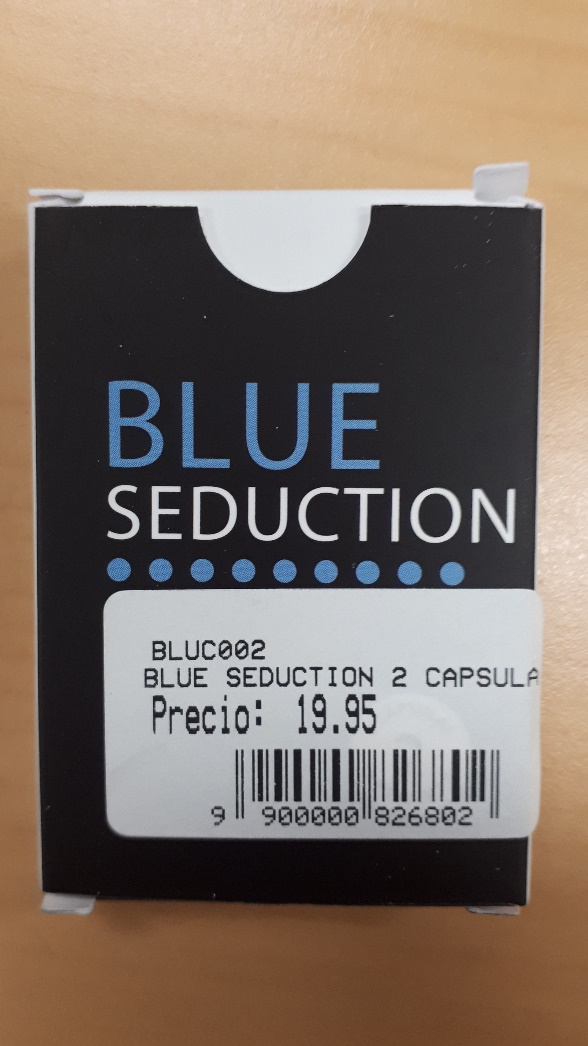 BLUE
SEDUCTION
BLUC002
BLUE SEDUCTION 2 CAPSULA
Precio: 19.95
9 900000 826802